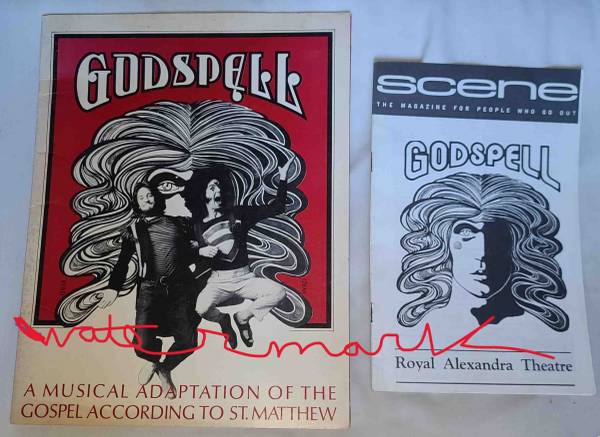 GODSPELL
A MUSICAL ADAPTATION OF THE
GOSPEL ACCORDING TO ST. MATTHEW
scene
THE MAGAZINE FOR PEOPLE WHO GO OUT
GODSPELL
Royal Alexandra Theatre
watermark